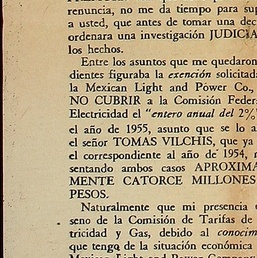 renuncia, no me da tiempo para sup
a usted, que antes de tomar una dec
ordenara una investigación JUDICIA
los hechos.
Entre los asuntos que me quedaron
dientes figuraba la exención solicitad
la Mexican Light and Power Co.,
NO CUBRIR a la Comisión Feder
Electricidad el "entero anual del 2%
el año de 1955, asunto que se lo a
el señor TOMAS VILCHIS, que ya
el correspondiente al año de 1954, r
sentando ambos casos APROXIMA
MENTE CATORCE MILLONES
PESOS.
Naturalmente que mi presencia e
seno de la Comisión de Tarifas de
tricidad y Gas, debido al conocim
que tengo de la situación económica